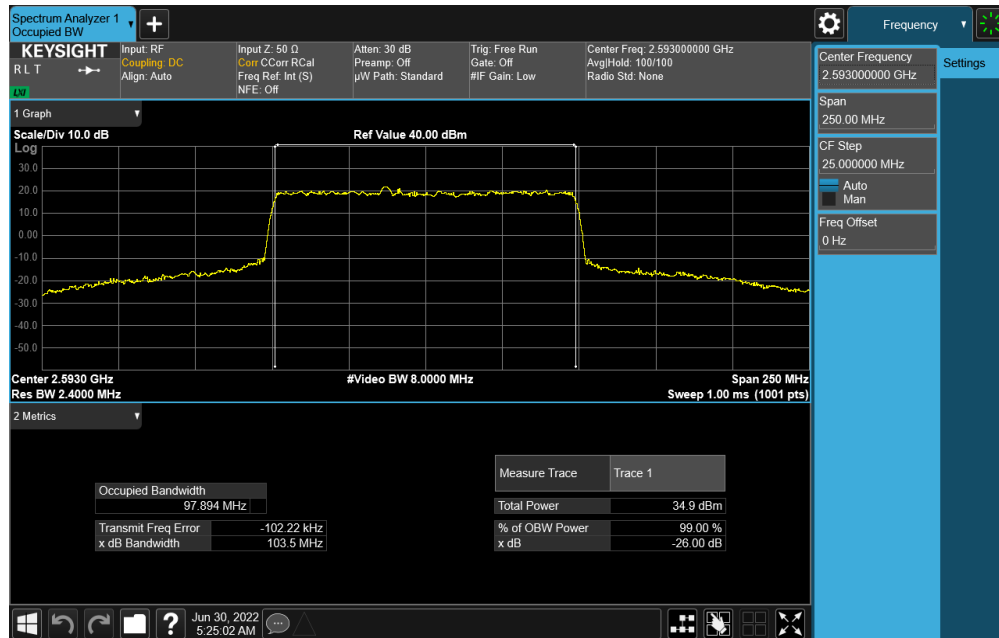 Spectrum Analyzer 1
Occupied BW
+
Frequency
KEYSIGHT
R L T
LXI
Input: RF
Coupling: DC
Align: Auto
Input Z: 50 Ω
Corr CCorr RCal
Freq Ref: Int (S)
NFE: Off
Atten: 30 dB
Preamp: Off
µW Path: Standard
Trig: Free Run
Gate: Off
#IF Gain: Low
Center Freq: 2.593000000 GHz
Avg|Hold: 100/100
Radio Std: None
Center Frequency
2.593000000 GHz
Settings
Span
250.00 MHz
CF Step
25.000000 MHz
Auto
Man
Freq Offset
0 Hz
1 Graph
Scale/Div 10.0 dB
Ref Value 40.00 dBm
Log
30.0
20.0
10.0
0.00
-10.0
-20.0
-30.0
-40.0
-50.0
Center 2.5930 GHz
#Video BW 8.0000 MHz
Span 250 MHz
Res BW 2.4000 MHz
Sweep 1.00 ms (1001 pts)
2 Metrics
Measure Trace Trace 1
Occupied Bandwidth
97.894 MHz
Total Power 34.9 dBm
Transmit Freq Error -102.22 kHz
% of OBW Power 99.00 %
x dB Bandwidth 103.5 MHz
x dB -26.00 dB
?
Jun 30, 2022
5:25:02 AM